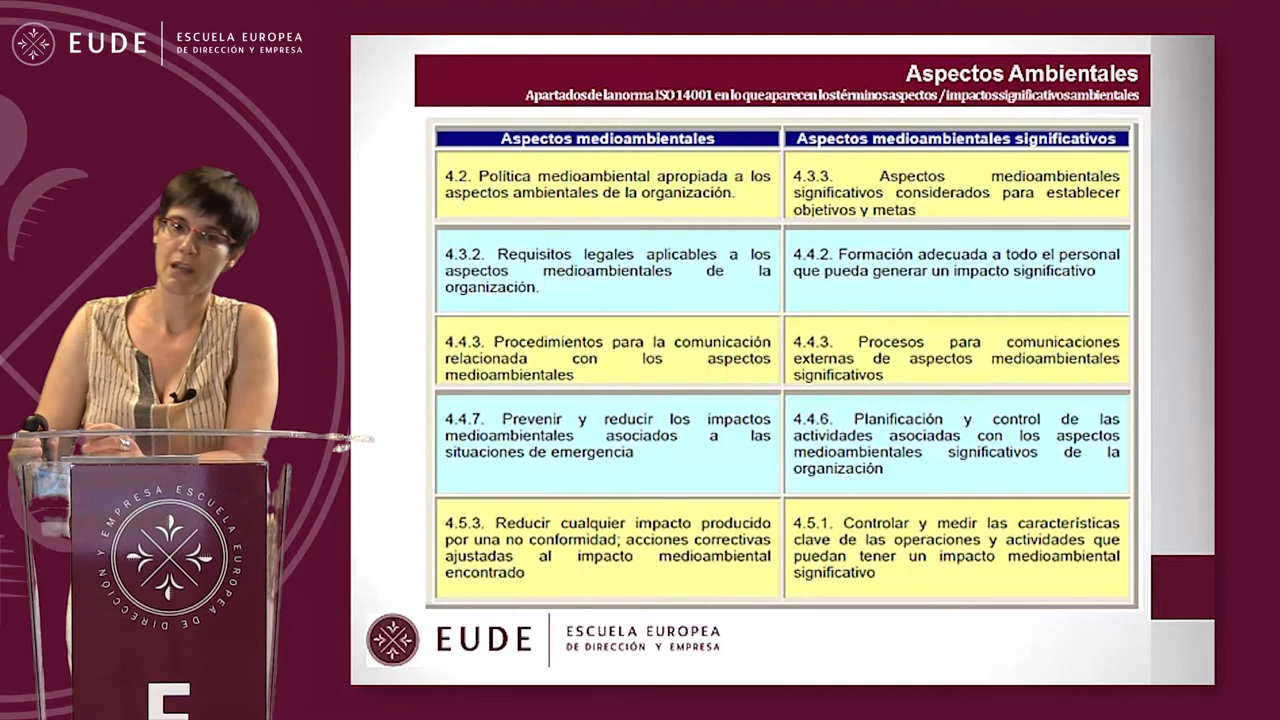 EUDE
ESCUELA EUROPEA
DE DIRECCIÓN Y EMPRESA
Aspectos Ambientales
Apartados de la norma ISO 14001 en lo que aparecen los términos aspectos / impactos significativos ambientales
Aspectos medioambientales
Aspectos medioambientales significativos
4.2. Política medioambiental apropiada a los
aspectos ambientales de la organización.
4.3.3. Aspectos medioambientales
significativos considerados para establecer
objetivos y metas
4.3.2. Requisitos legales aplicables a los
aspectos medioambientales de la
organización.
4.4.2. Formación adecuada a todo el personal
que pueda generar un impacto significativo
4.4.3. Procedimientos para la comunicación
relacionada con los aspectos
medioambientales
4.4.3. Procesos para comunicaciones
externas de aspectos medioambientales
significativos
4.4.7. Prevenir y reducir los impactos
medioambientales asociados a las
situaciones de emergencia
4.4.6. Planificación y control de las
actividades asociadas con los aspectos
medioambientales significativos de la
organización
4.5.3. Reducir cualquier impacto producido
por una no conformidad; acciones correctivas
ajustadas al impacto medioambiental
encontrado
4.5.1. Controlar y medir las características
clave de las operaciones y actividades que
puedan tener un impacto medioambiental
significativo
EUDE
ESCUELA EUROPEA
DE DIRECCIÓN Y EMPRESA
ESCUELA EUROPEA DE DIRECCIÓN Y EMPRESA
E